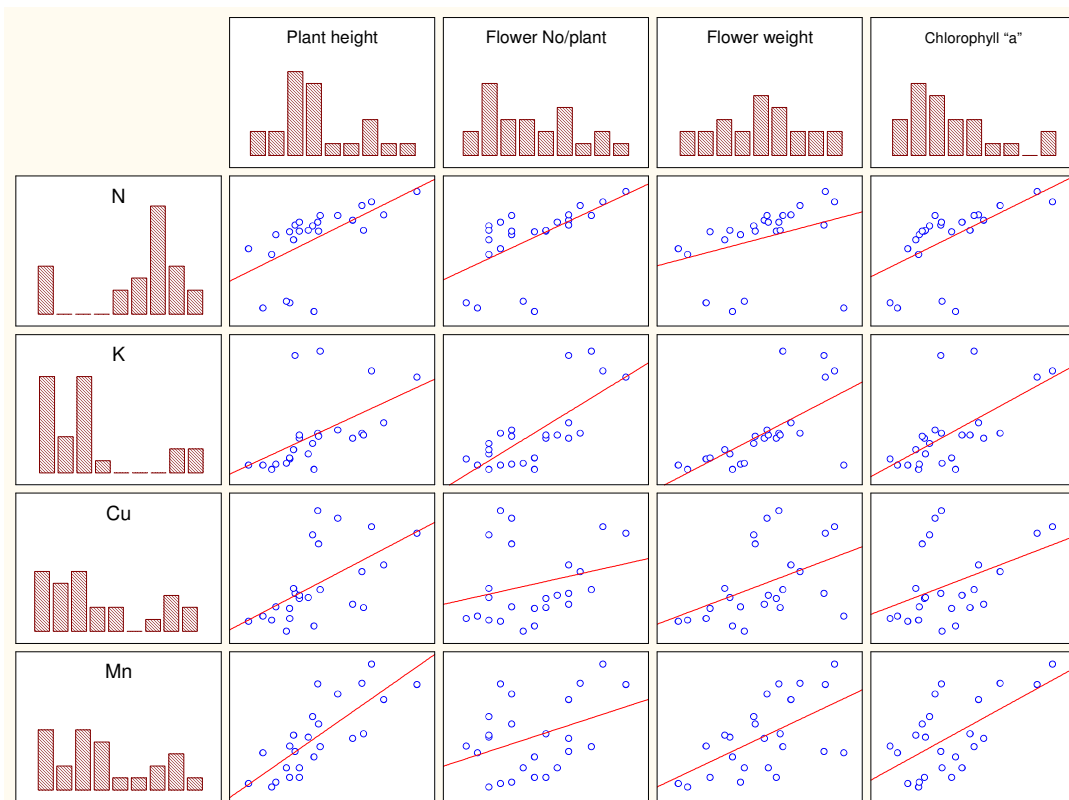 Plant height
Flower No/plant
Flower weight
Chlorophyll “a”
N
K
Cu
Mn